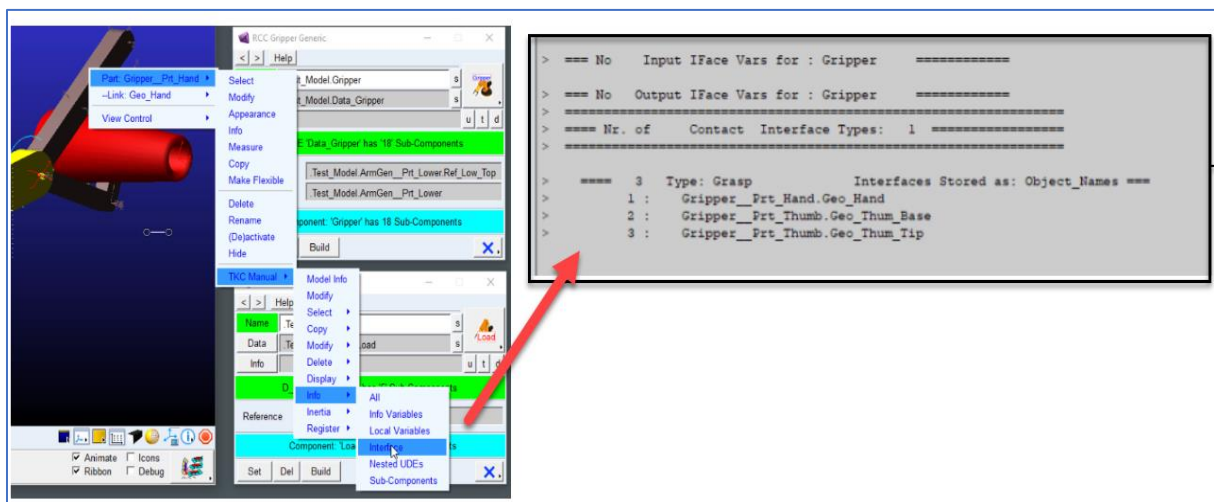 RCC Gripper Generic
< > Help
t_Model.Gripper s
t_Model.Data_Gripper s
u t d
E 'Data_Gripper' has '18' Sub-Components
.Test_Model.ArmGen__Prt_Lower.Ref_Low_Top
.Test_Model.ArmGen__Prt_Lower
ponent: 'Gripper' has 18 Sub-Components
Build
Part: Gripper__Prt_Hand
--Link: Geo_Hand
View Control
Select
Modify
Appearance
Info
Measure
Copy
Make Flexible
Delete
Rename
(De)activate
Hide
TKC Manual
Model Info
Modify
Select
Copy
Modify
Delete
Display
Info
Inertia
Register
All
Info Variables
Local Variables
Interface
Nested UDEs
Sub-Components
< > Help
Name .Te s
Data .Te oad s
Load
Info u t d
Reference
Component: 'Loa ts
Set Del Build
Animate Icons
Ribbon Debug
> === No Input IFace Vars for : Gripper ============
> === No Output IFace Vars for : Gripper ============
> ==== Nr. of Contact Interface Types: 1 =================
> ==== 3 Type: Grasp Interfaces Stored as: Object_Names ===
> 1 : Gripper__Prt_Hand.Geo_Hand
> 2 : Gripper__Prt_Thumb.Geo_Thum_Base
> 3 : Gripper__Prt_Thumb.Geo_Thum_Tip